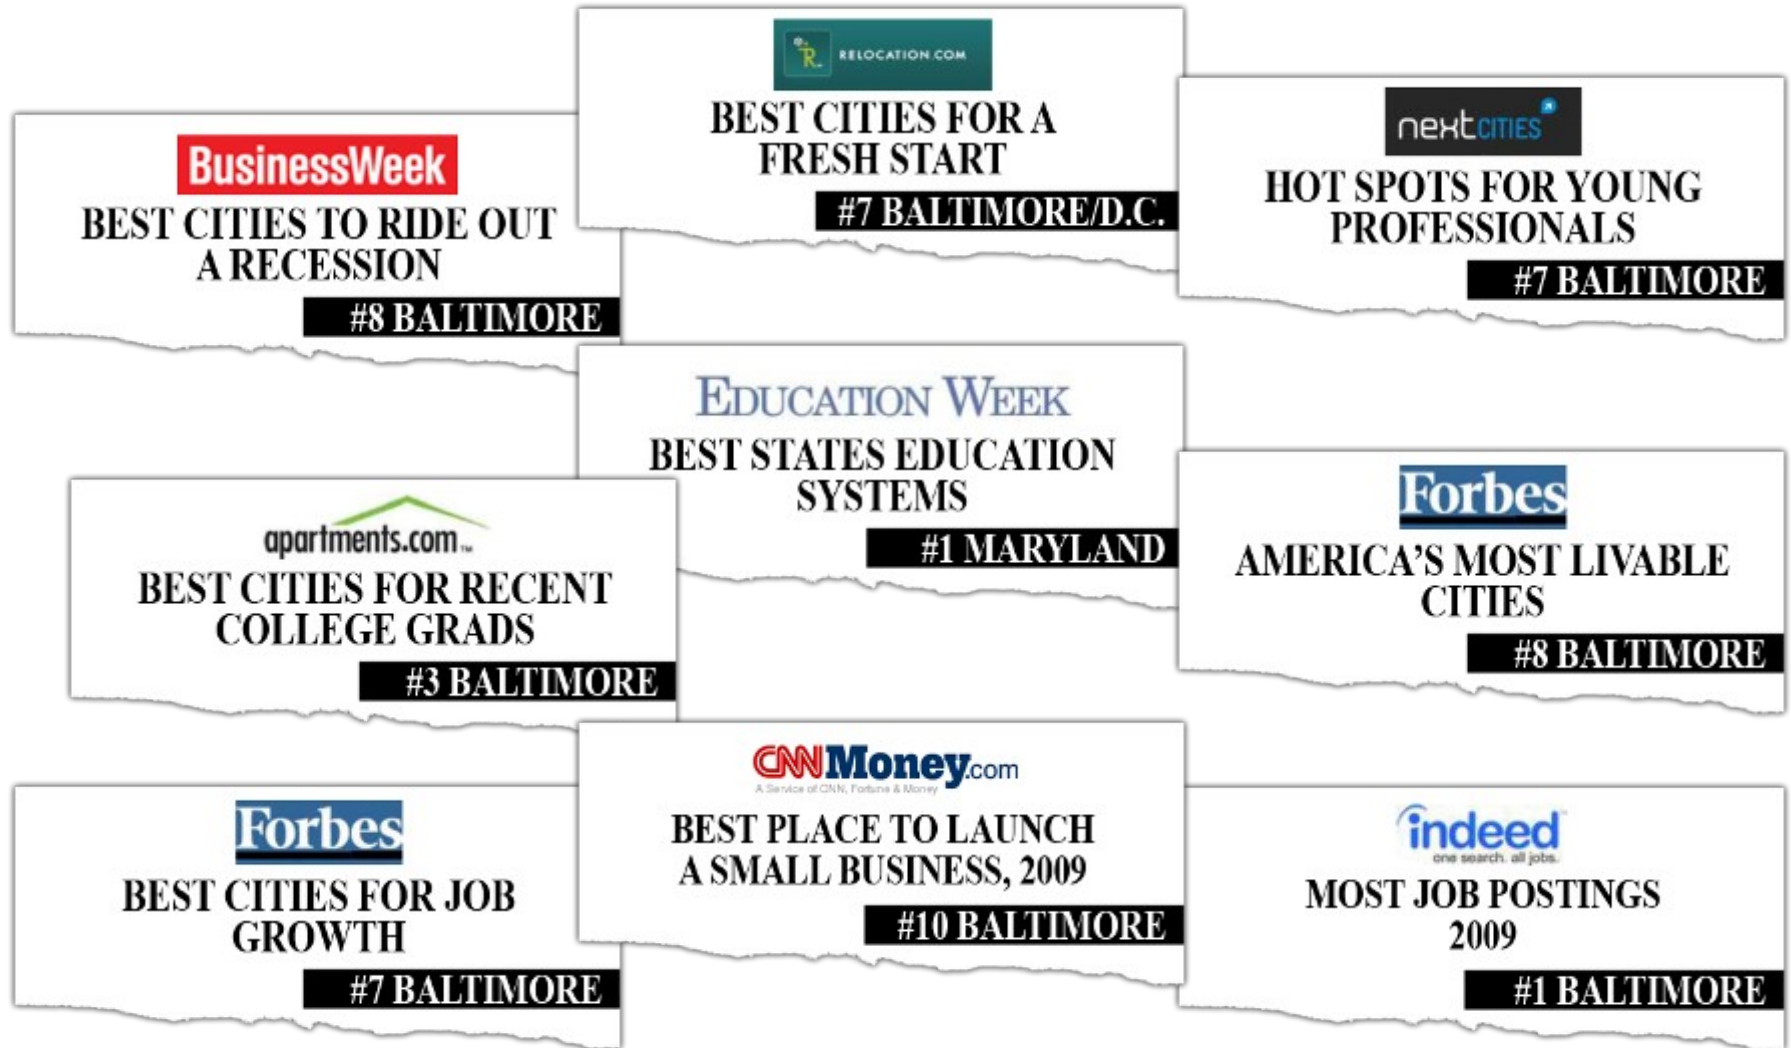 RELOCATION.COM
BEST CITIES FOR A
FRESH START
#7 BALTIMORE/D.C.
nextCITIES
HOT SPOTS FOR YOUNG
PROFESSIONALS
#7 BALTIMORE
BusinessWeek
BEST CITIES TO RIDE OUT
A RECESSION
#8 BALTIMORE
EDUCATION WEEK
BEST STATES EDUCATION
SYSTEMS
#1 MARYLAND
Forbes
AMERICA’S MOST LIVABLE
CITIES
#8 BALTIMORE
apartments.com™
BEST CITIES FOR RECENT
COLLEGE GRADS
#3 BALTIMORE
CNNMoney.com
A Service of CNN, Fortune & Money
BEST PLACE TO LAUNCH
A SMALL BUSINESS, 2009
#10 BALTIMORE
Forbes
BEST CITIES FOR JOB
GROWTH
#7 BALTIMORE
indeed
one search. all jobs.
MOST JOB POSTINGS
2009
#1 BALTIMORE